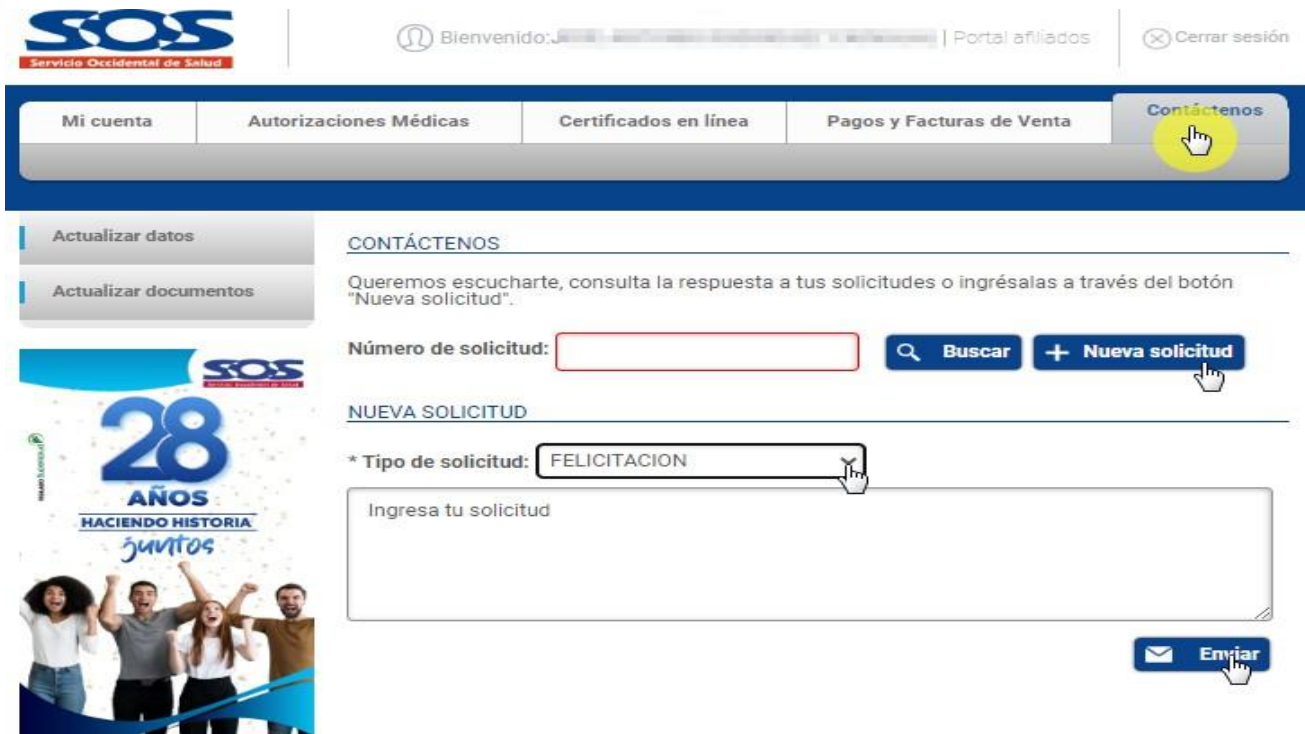 SOS
Servicio Occidental de Salud
Bienvenido: | Portal afiliados
Cerrar sesión
Mi cuenta
Autorizaciones Médicas
Certificados en línea
Pagos y Facturas de Venta
Contáctenos
Actualizar datos
Actualizar documentos
CONTÁCTENOS
Queremos escucharte, consulta la respuesta a tus solicitudes o ingrésalas a través del botón
"Nueva solicitud".
Número de solicitud:
Buscar
+ Nueva solicitud
NUEVA SOLICITUD
* Tipo de solicitud: FELICITACION
Ingresa tu solicitud
Enviar
SOS
28
AÑOS
HACIENDO HISTORIA
juntos